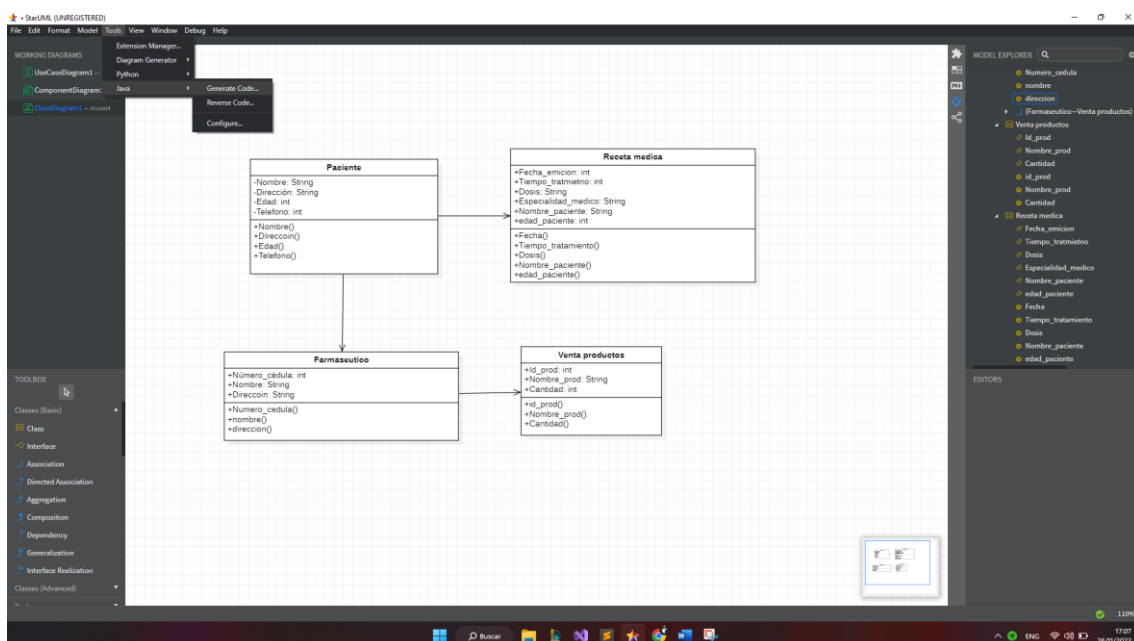 - StarUML (UNREGISTERED)
File Edit Format Model Tools View Window Debug Help
WORKING DIAGRAMS
UseCaseDiagram1 —
ComponentDiagram
ClassDiagram1 — Model4
Extension Manager...
Diagram Generator
Python
Java
Generate Code...
Reverse Code...
Configure...
Paciente
-Nombre: String
-Dirección: String
-Edad: int
-Telefono: int
+Nombre()
+DIreccoin()
+Edad()
+Telefono()
Receta medica
+Fecha_emicion: int
+Tiempo_tratmietno: int
+Dosis: String
+Especialidad_medico: String
+Nombre_paciente: String
+edad_paciente: int
+Fecha()
+Tiempo_tratamiento()
+Dosis()
+Nombre_paciente()
+edad_paciente()
Farmaseutico
+Número_cédula: int
+Nombre: String
+Direccoin: String
+Numero_cedula()
+nombre()
+direccion()
Venta productos
+Id_prod: int
+Nombre_prod: String
+Cantidad: int
+id_prod()
+Nombre_prod()
+Cantidad()
TOOLBOX
Classes (Basic)
Class
Interface
Association
Directed Association
Aggregation
Composition
Dependency
Generalization
Interface Realization
Classes (Advanced)
MODEL EXPLORER
Numero_cedula
nombre
direccion
(Farmaseutico—Venta productos)
Venta productos
Id_prod
Nombre_prod
Cantidad
id_prod
Nombre_prod
Cantidad
Receta medica
Fecha_emicion
Tiempo_tratmietno
Dosis
Especialidad_medico
Nombre_paciente
edad_paciente
Fecha
Tiempo_tratamiento
Dosis
Nombre_paciente
edad_paciente
EDITORS
110%
Buscar
ENG
17:07